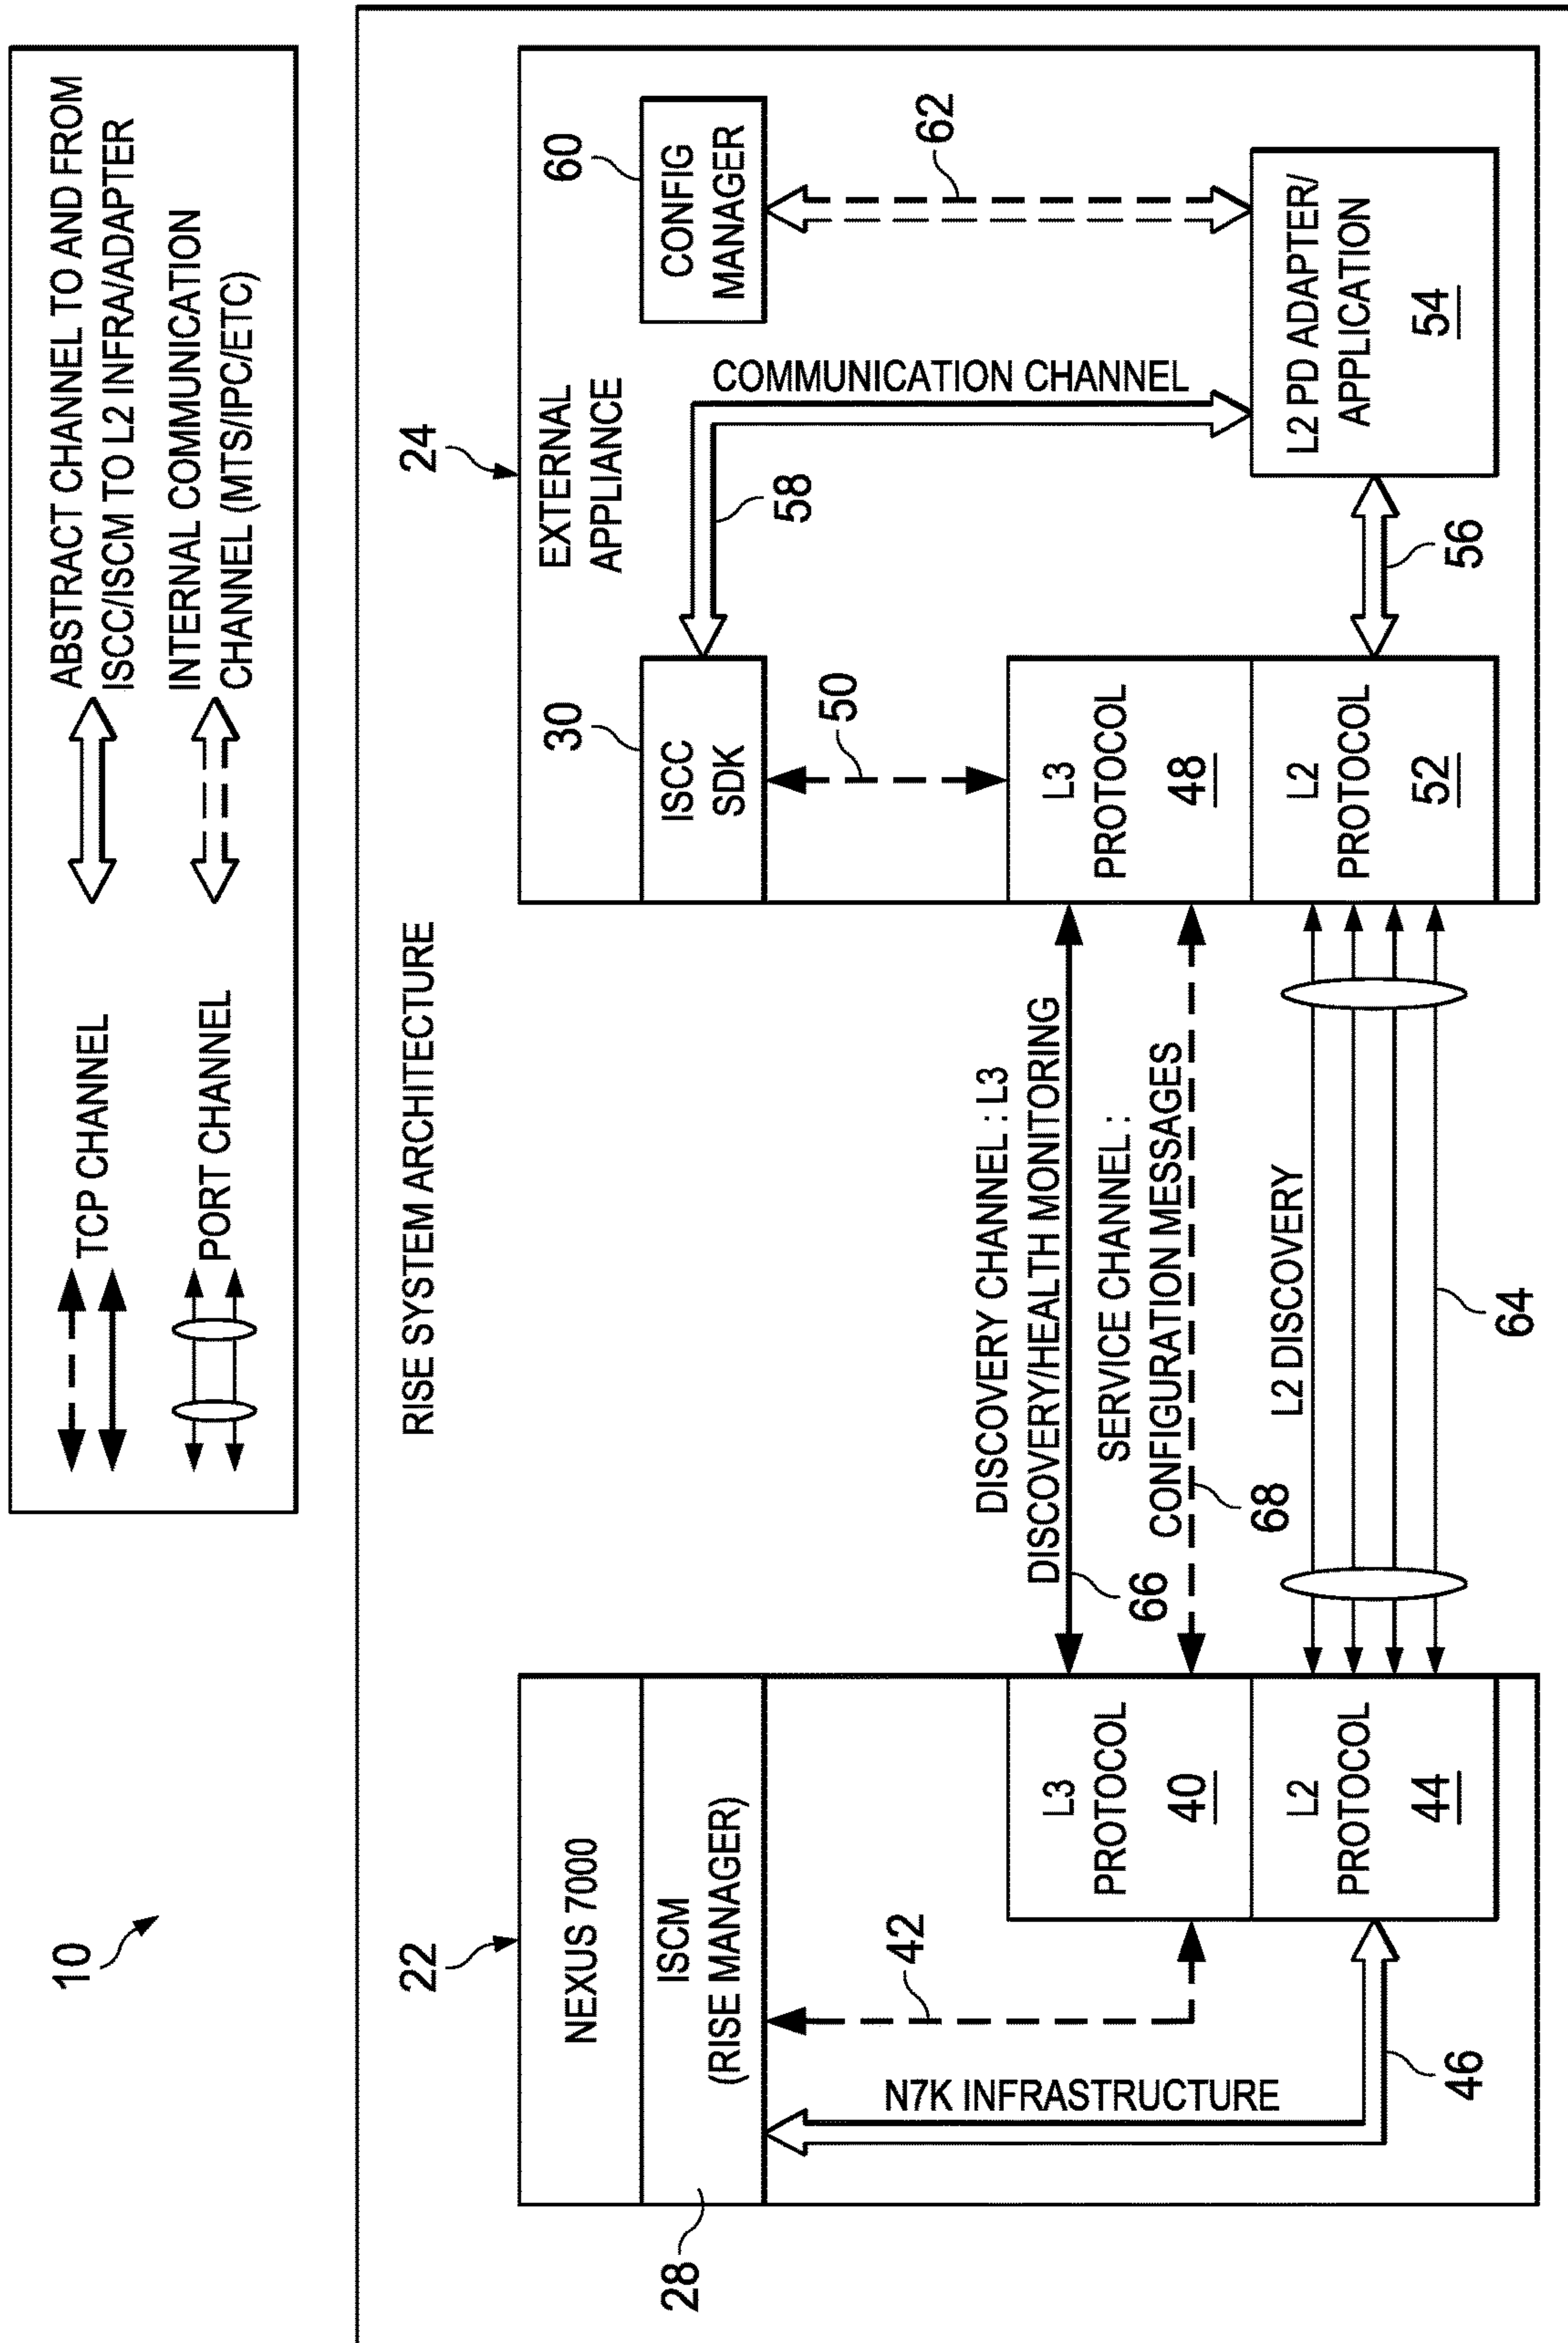 10
TCP CHANNEL
PORT CHANNEL
ABSTRACT CHANNEL TO AND FROM
ISCC/ISCM TO L2 INFRA/ADAPTER
INTERNAL COMMUNICATION
CHANNEL (MTS/IPC/ETC)
RISE SYSTEM ARCHITECTURE
22
NEXUS 7000
28
ISCM
(RISE MANAGER)
N7K INFRASTRUCTURE
42
46
L3
PROTOCOL
40
L2
PROTOCOL
44
DISCOVERY CHANNEL : L3
DISCOVERY/HEALTH MONITORING
66
SERVICE CHANNEL :
CONFIGURATION MESSAGES
68
L2 DISCOVERY
64
24
EXTERNAL
APPLIANCE
30
ISCC
SDK
50
L3
PROTOCOL
48
L2
PROTOCOL
52
58
COMMUNICATION CHANNEL
56
60
CONFIG
MANAGER
62
L2 PD ADAPTER/
APPLICATION
54